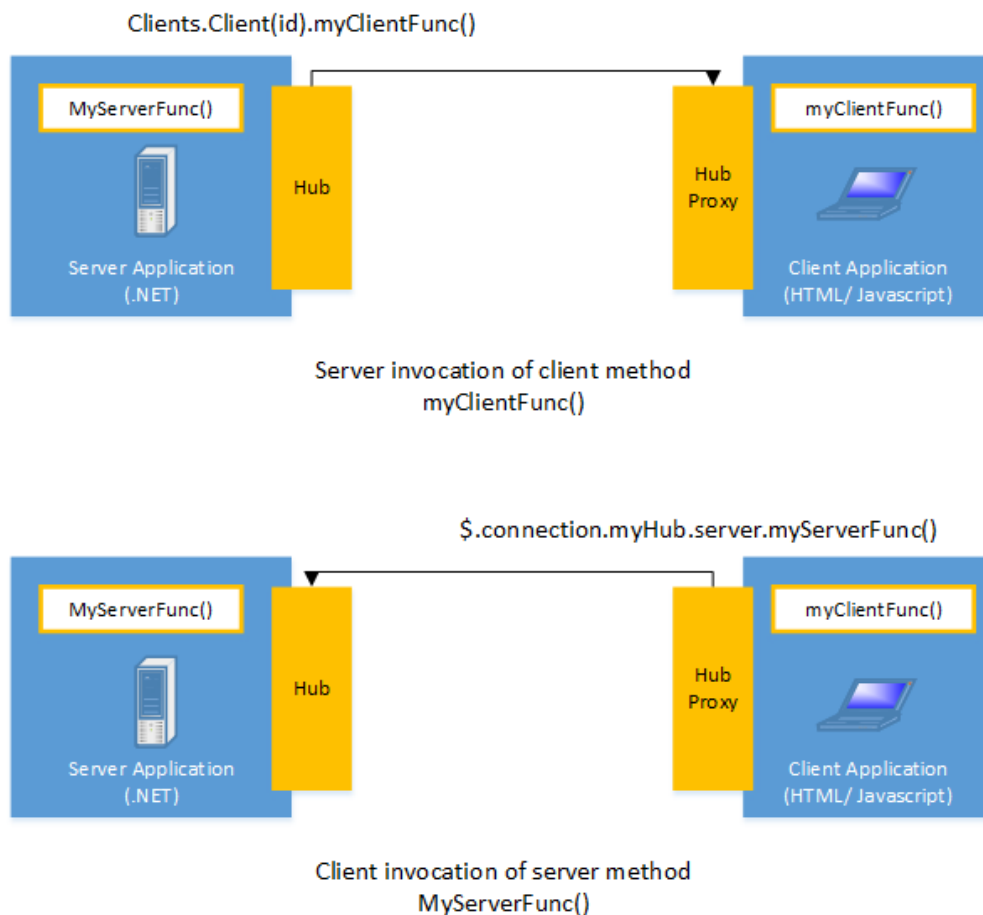 Clients.Client(id).myClientFunc()
MyServerFunc()
myClientFunc()
Hub
Hub
Proxy
Server Application
(.NET)
Client Application
(HTML/ Javascript)
Server invocation of client method
myClientFunc()
$.connection.myHub.server.myServerFunc()
MyServerFunc()
myClientFunc()
Hub
Hub
Proxy
Server Application
(.NET)
Client Application
(HTML/ Javascript)
Client invocation of server method
MyServerFunc()